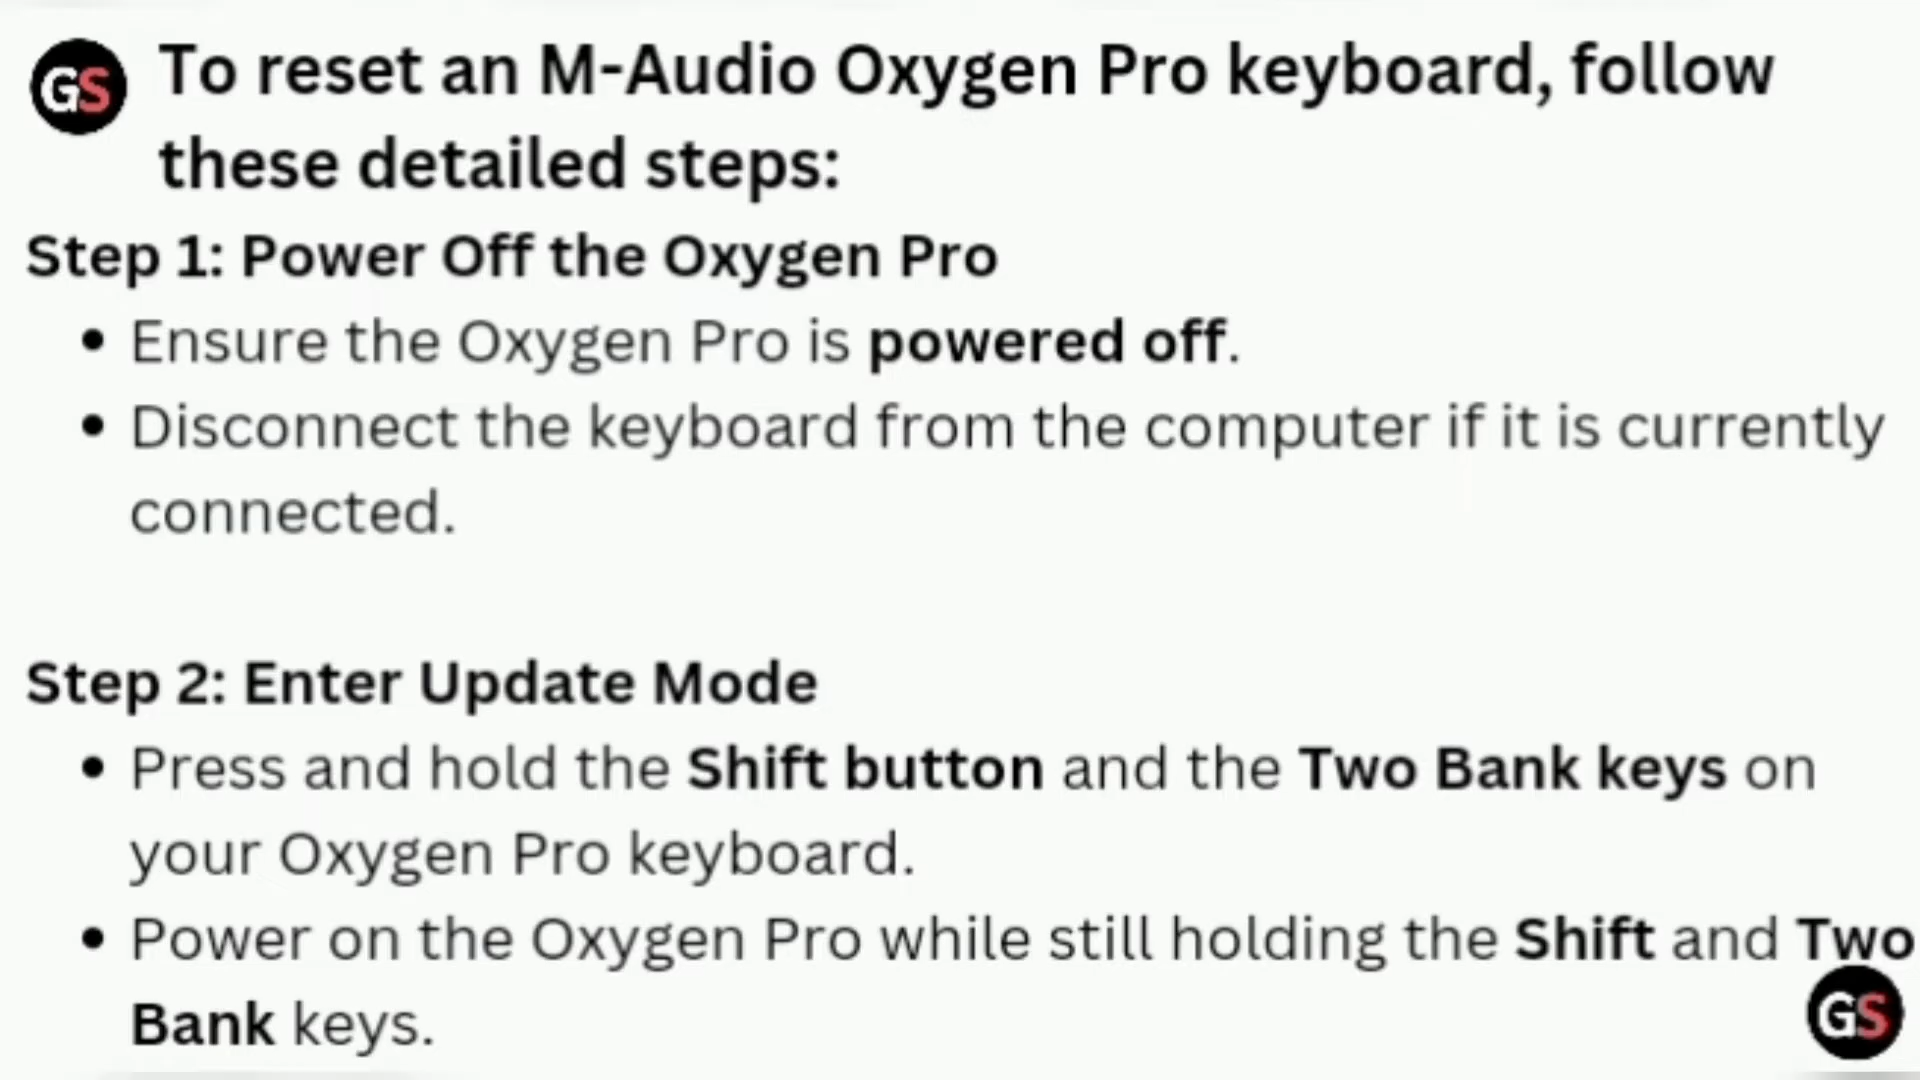 GS To reset an M-Audio Oxygen Pro keyboard, follow
these detailed steps:
Step 1: Power Off the Oxygen Pro
• Ensure the Oxygen Pro is powered off.
• Disconnect the keyboard from the computer if it is currently
connected.
Step 2: Enter Update Mode
• Press and hold the Shift button and the Two Bank keys on
your Oxygen Pro keyboard.
• Power on the Oxygen Pro while still holding the Shift and Two
Bank keys.
GS